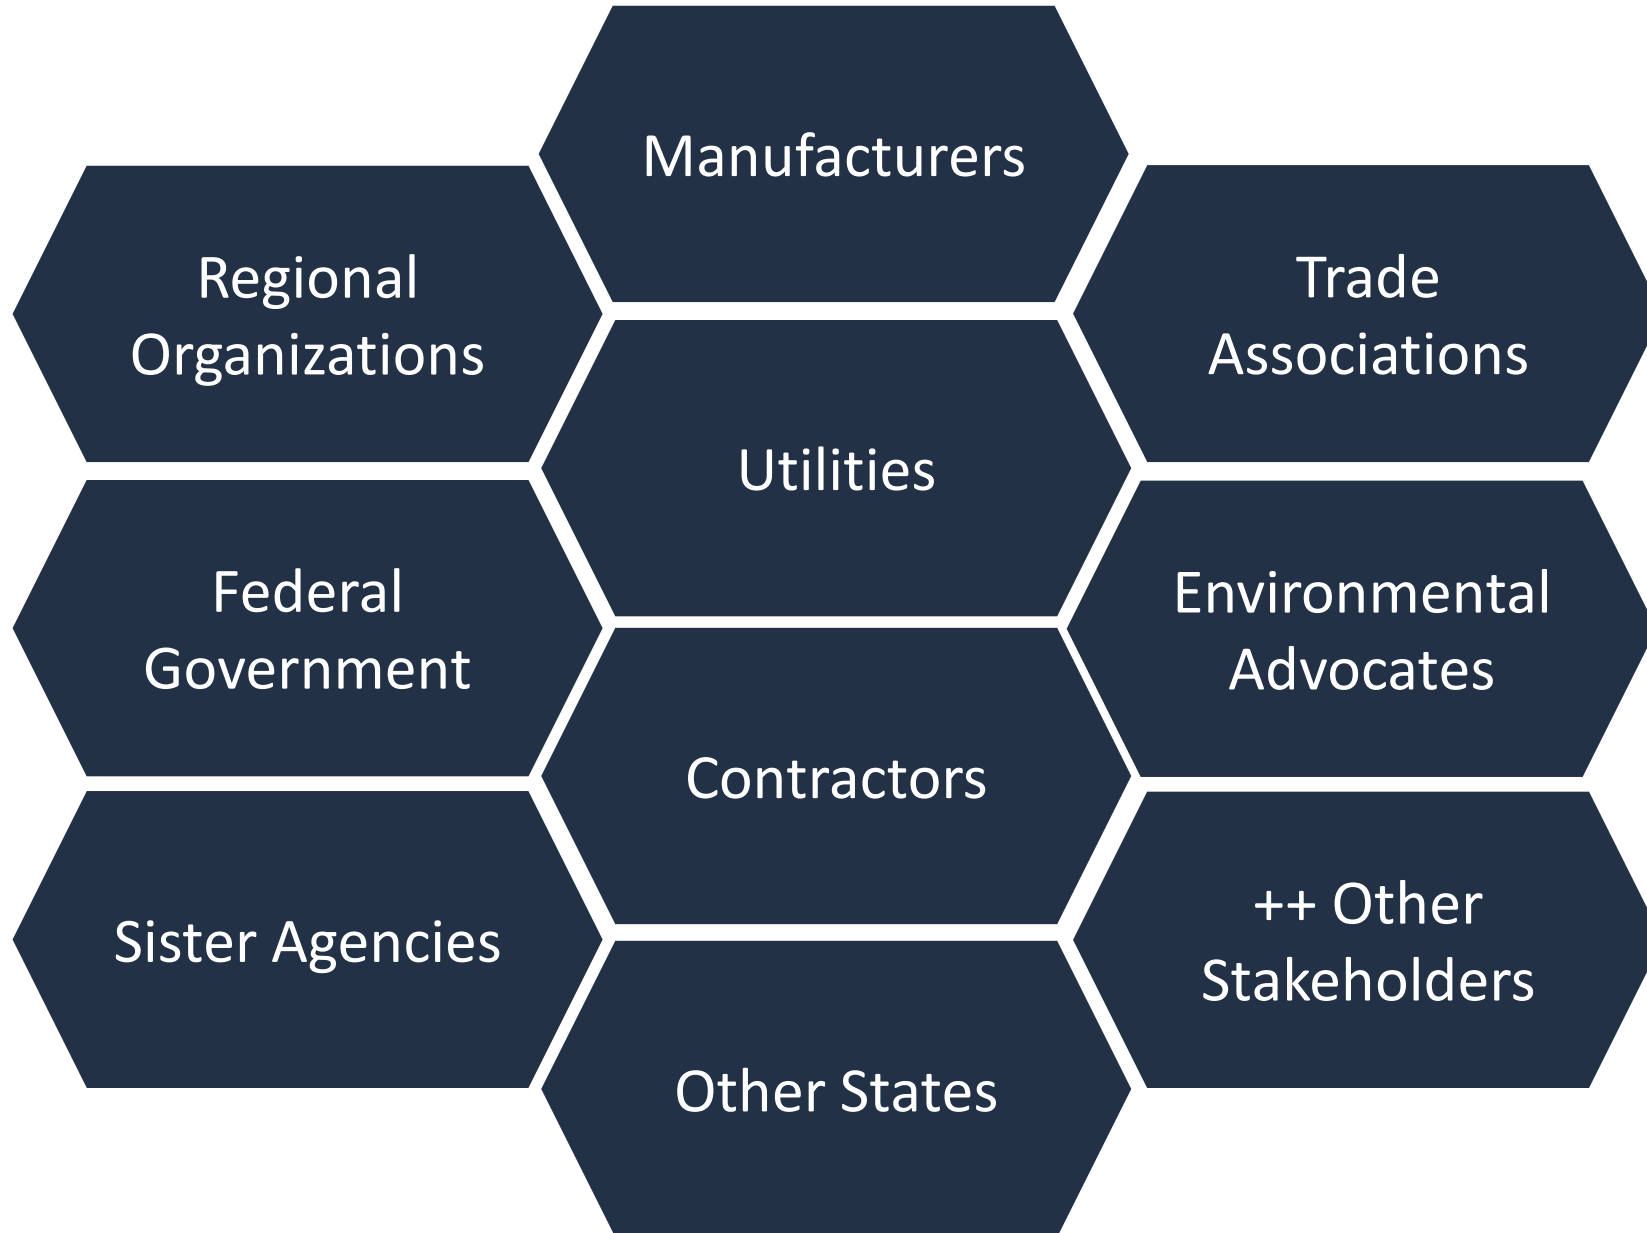 Manufacturers
Regional
Organizations
Trade
Associations
Utilities
Federal
Government
Environmental
Advocates
Contractors
Sister Agencies
++ Other
Stakeholders
Other States